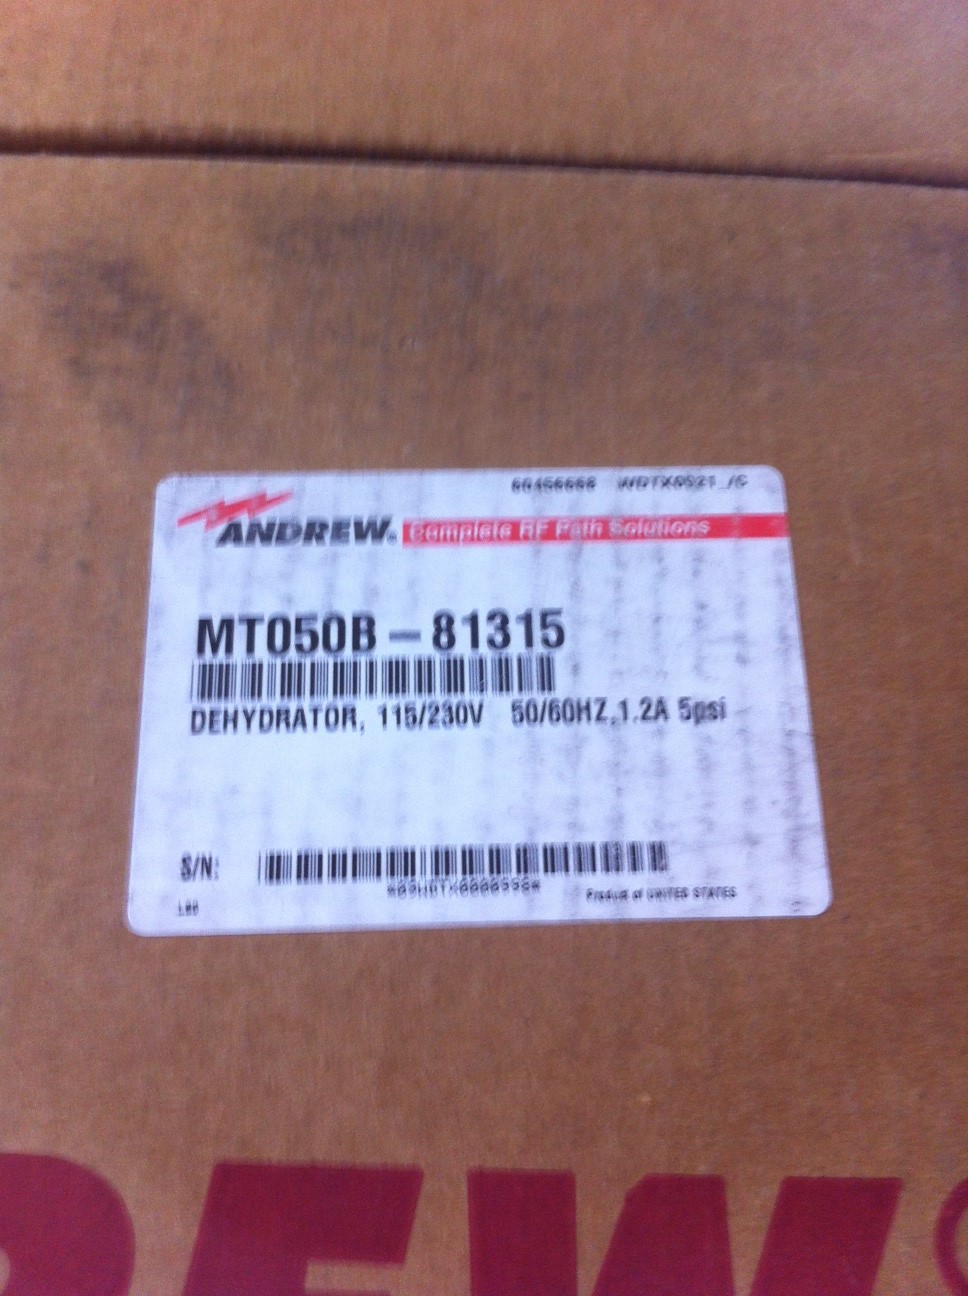 ANDREW® Complete RF Path Solutions
MT050B-81315
DEHYDRATOR, 115/230V 50/60HZ,1.2A 5psi
S/N:
Product of UNITED STATES
REW